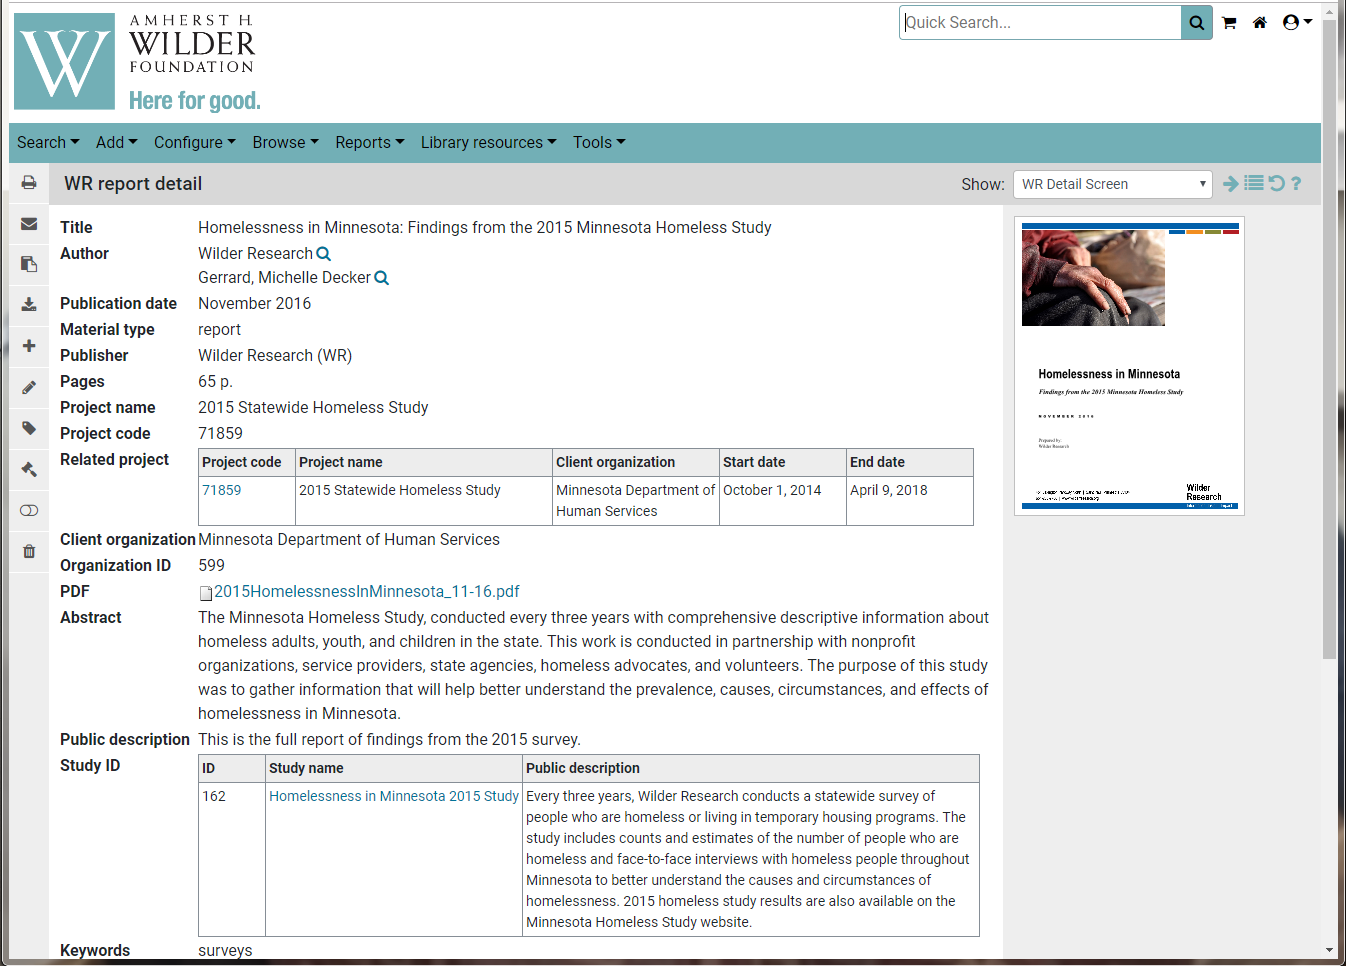 AMHERST H.
WILDER
FOUNDATION
Here for good.
Quick Search...
Search Add Configure Browse Reports Library resources Tools
WR report detail
Show: WR Detail Screen
Title Homelessness in Minnesota: Findings from the 2015 Minnesota Homeless Study
Author Wilder Research
Gerrard, Michelle Decker
Publication date November 2016
Material type report
Publisher Wilder Research (WR)
Pages 65 p.
Project name 2015 Statewide Homeless Study
Project code 71859
Related project Project code Project name Client organization Start date End date
71859 2015 Statewide Homeless Study Minnesota Department of October 1, 2014 April 9, 2018
Human Services
Client organization Minnesota Department of Human Services
Organization ID 599
PDF 2015HomelessnessInMinnesota_11-16.pdf
Abstract The Minnesota Homeless Study, conducted every three years with comprehensive descriptive information about
homeless adults, youth, and children in the state. This work is conducted in partnership with nonprofit
organizations, service providers, state agencies, homeless advocates, and volunteers. The purpose of this study
was to gather information that will help better understand the prevalence, causes, circumstances, and effects of
homelessness in Minnesota.
Public description This is the full report of findings from the 2015 survey.
Study ID ID Study name Public description
162 Homelessness in Minnesota 2015 Study Every three years, Wilder Research conducts a statewide survey of
people who are homeless or living in temporary housing programs. The
study includes counts and estimates of the number of people who are
homeless and face-to-face interviews with homeless people throughout
Minnesota to better understand the causes and circumstances of
homelessness. 2015 homeless study results are also available on the
Minnesota Homeless Study website.
Keywords surveys
Homelessness in Minnesota
Findings from the 2015 Minnesota Homeless Study
NOVEMBER 2016
Prepared by:
Wilder Research
Wilder
Research